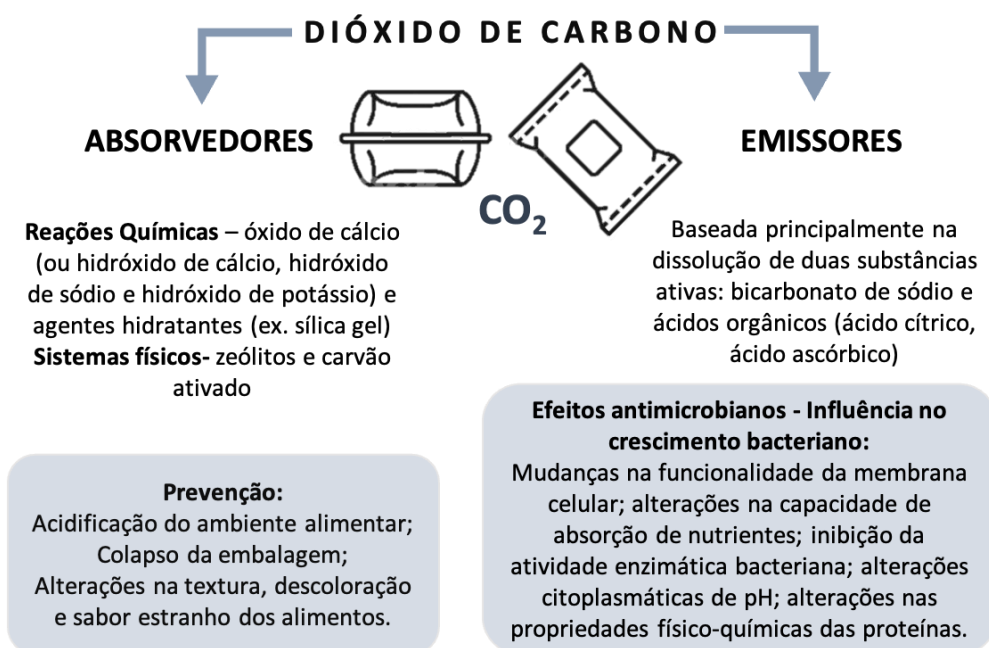 DIÓXIDO DE CARBONO
ABSORVEDORES
Reações Químicas – óxido de cálcio
(ou hidróxido de cálcio, hidróxido
de sódio e hidróxido de potássio) e
agentes hidratantes (ex. sílica gel)
Sistemas físicos- zeólitos e carvão
ativado
Prevenção:
Acidificação do ambiente alimentar;
Colapso da embalagem;
Alterações na textura, descoloração
e sabor estranho dos alimentos.
CO₂
EMISSORES
Baseada principalmente na
dissolução de duas substâncias
ativas: bicarbonato de sódio e
ácidos orgânicos (ácido cítrico,
ácido ascórbico)
Efeitos antimicrobianos - Influência no
crescimento bacteriano:
Mudanças na funcionalidade da membrana
celular; alterações na capacidade de
absorção de nutrientes; inibição da
atividade enzimática bacteriana; alterações
citoplasmáticas de pH; alterações nas
propriedades físico-químicas das proteínas.